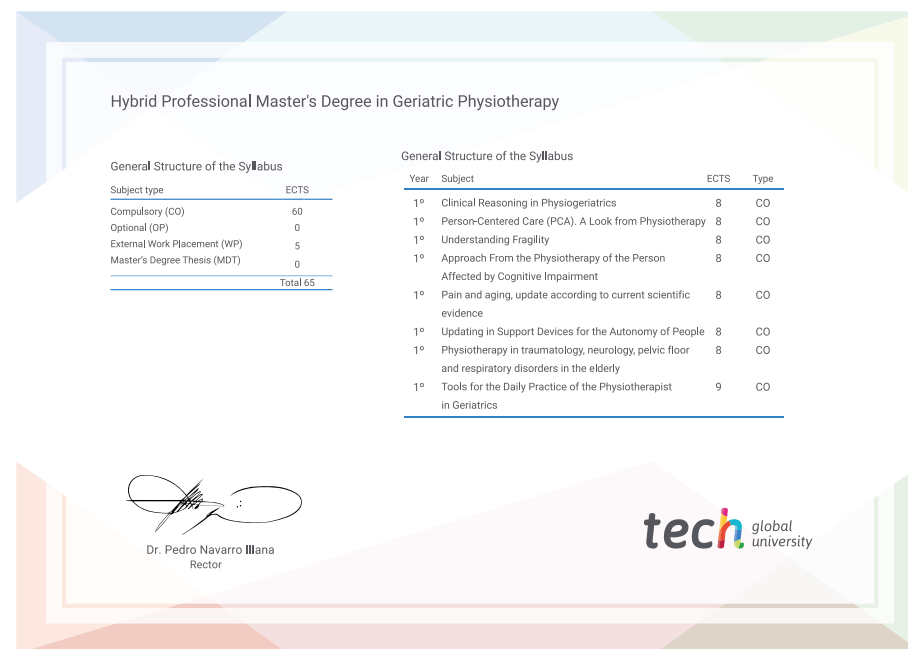 Hybrid Professional Master's Degree in Geriatric Physiotherapy
General Structure of the Syllabus
Subject type ECTS
Compulsory (CO) 60
Optional (OP) 0
External Work Placement (WP) 5
Master's Degree Thesis (MDT) 0
Total 65
General Structure of the Syllabus
Year Subject ECTS Type
1º Clinical Reasoning in Physiogeriatrics 8 CO
1º Person-Centered Care (PCA). A Look from Physiotherapy 8 CO
1º Understanding Fragility 8 CO
1º Approach From the Physiotherapy of the Person 8 CO
Affected by Cognitive Impairment
1º Pain and aging, update according to current scientific 8 CO
evidence
1º Updating in Support Devices for the Autonomy of People 8 CO
1º Physiotherapy in traumatology, neurology, pelvic floor 8 CO
and respiratory disorders in the elderly
1º Tools for the Daily Practice of the Physiotherapist 9 CO
in Geriatrics
Dr. Pedro Navarro Illana
Rector
tech global
university